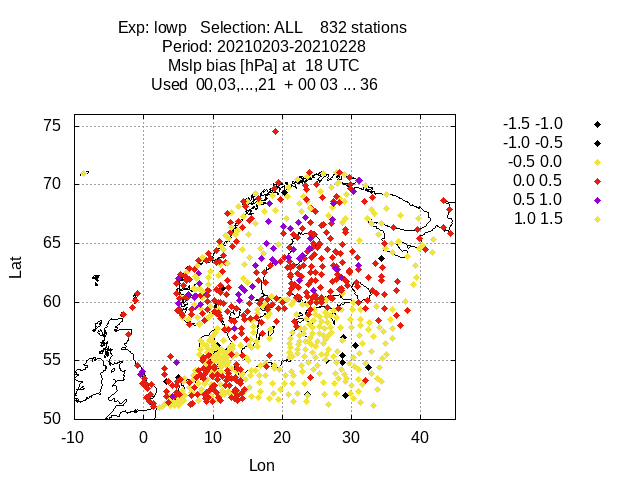 Exp: lowp   Selection: ALL    832 stations
Period: 20210203-20210228
Mslp bias [hPa] at  18 UTC
Used  00,03,...,21  + 00 03 ... 36
-1.5 -1.0
-1.0 -0.5
-0.5 0.0
0.0 0.5
0.5 1.0
1.0 1.5
75
70
65
60
55
50
Lat
-10 0 10 20 30 40
Lon